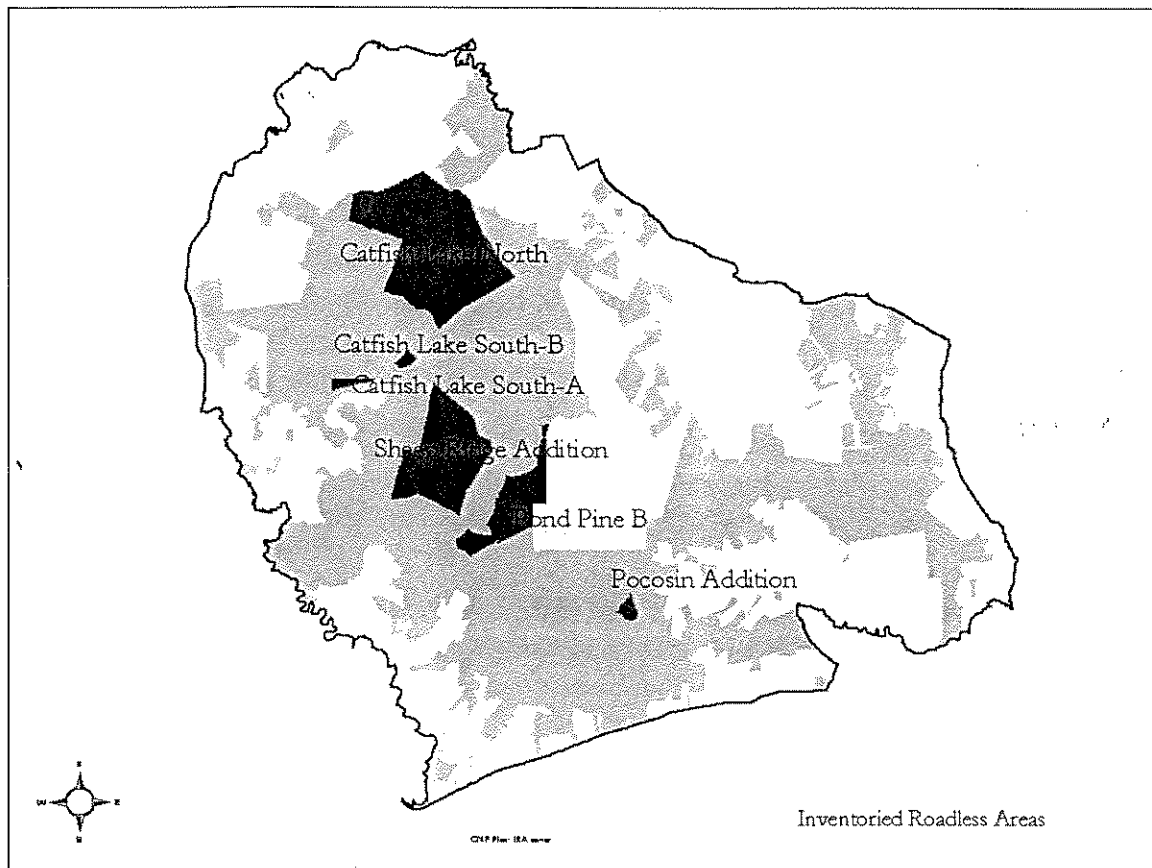 Catfish Lake North
Catfish Lake South-B
Catfish Lake South-A
Sheep Ridge Addition
Pond Pine B
Pocosin Addition
Inventoried Roadless Areas